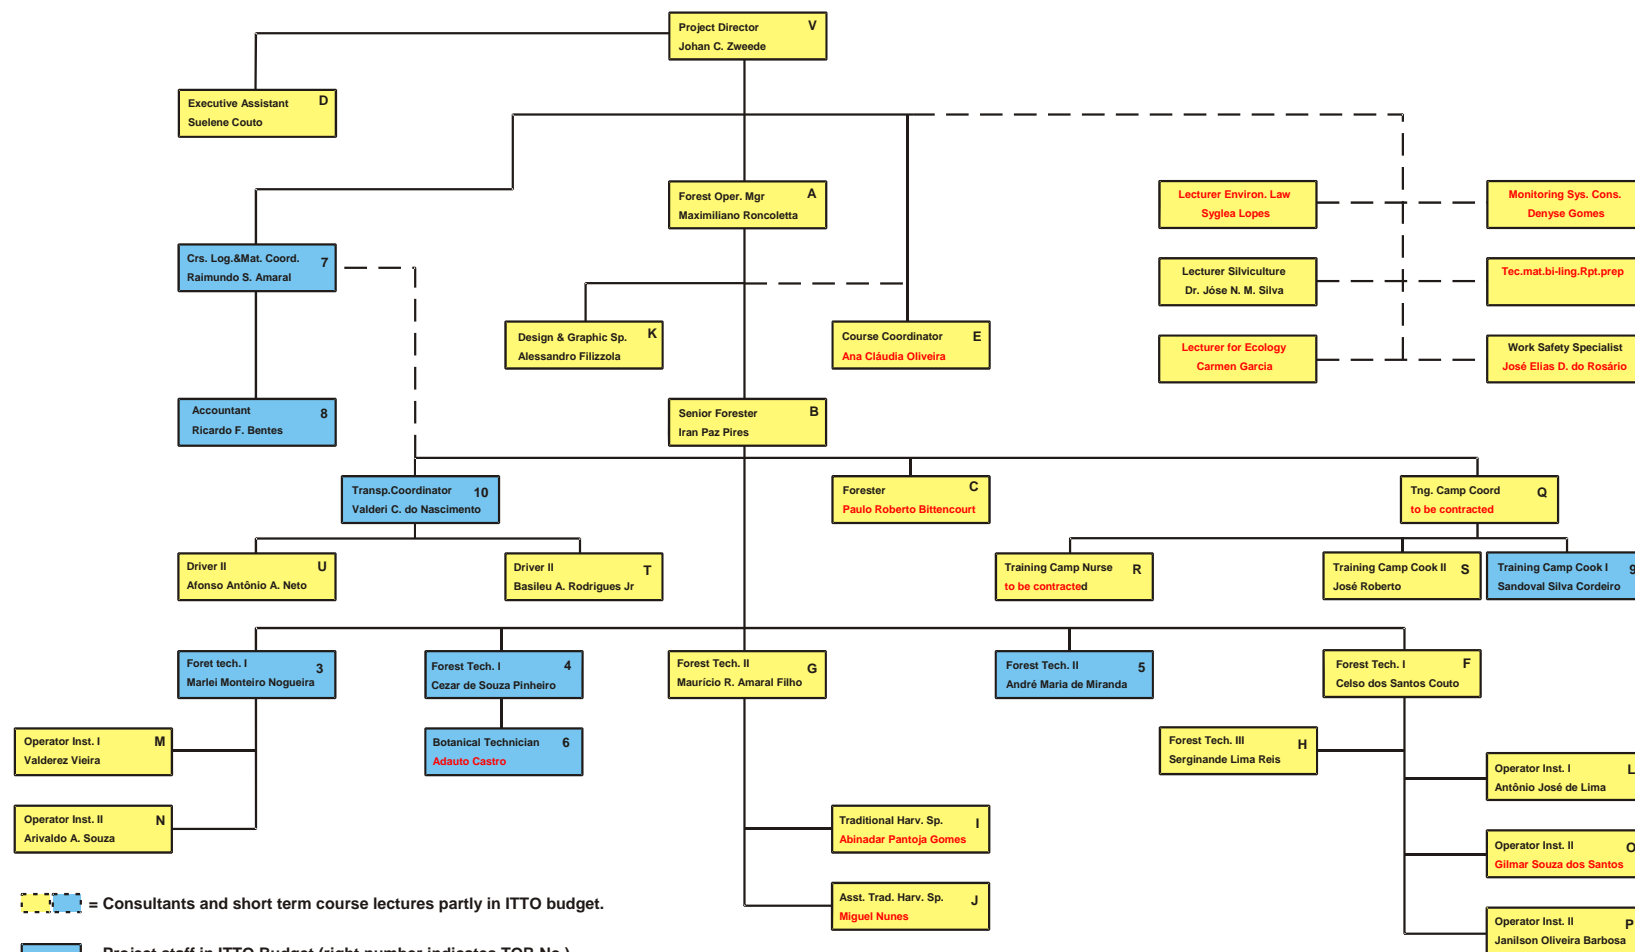 Project Director V
Johan C. Zweede
Executive Assistant D
Suelene Couto
Forest Oper. Mgr A
Maximiliano Roncoletta
Lecturer Environ. Law
Syglea Lopes
Monitoring Sys. Cons.
Denyse Gomes
Crs. Log.&Mat. Coord. 7
Raimundo S. Amaral
Lecturer Silviculture
Dr. Jóse N. M. Silva
Tec.mat.bi-ling.Rpt.prep
Design & Graphic Sp. K
Alessandro Filizzola
Course Coordinator E
Ana Cláudia Oliveira
Lecturer for Ecology
Carmen Garcia
Work Safety Specialist
José Elias D. do Rosário
Accountant 8
Ricardo F. Bentes
Senior Forester B
Iran Paz Pires
Transp.Coordinator 10
Valderi C. do Nascimento
Forester C
Paulo Roberto Bittencourt
Tng. Camp Coord Q
to be contracted
Driver II U
Afonso Antônio A. Neto
Driver II T
Basileu A. Rodrigues Jr
Training Camp Nurse R
to be contracted
Training Camp Cook II S
José Roberto
Training Camp Cook I 9
Sandoval Silva Cordeiro
Foret tech. I 3
Marlei Monteiro Nogueira
Forest Tech. I 4
Cezar de Souza Pinheiro
Forest Tech. II G
Maurício R. Amaral Filho
Forest Tech. II 5
André Maria de Miranda
Forest Tech. I F
Celso dos Santos Couto
Operator Inst. I M
Valderez Vieira
Botanical Technician 6
Adauto Castro
Forest Tech. III H
Serginande Lima Reis
Operator Inst. I L
Antônio José de Lima
Operator Inst. II N
Arivaldo A. Souza
Traditional Harv. Sp. I
Abinadar Pantoja Gomes
Operator Inst. II O
Gilmar Souza dos Santos
Asst. Trad. Harv. Sp. J
Miguel Nunes
Operator Inst. II P
Janilson Oliveira Barbosa
= Consultants and short term course lectures partly in ITTO budget.
Project staff in ITTO Budget (right number indicates TOR No.)